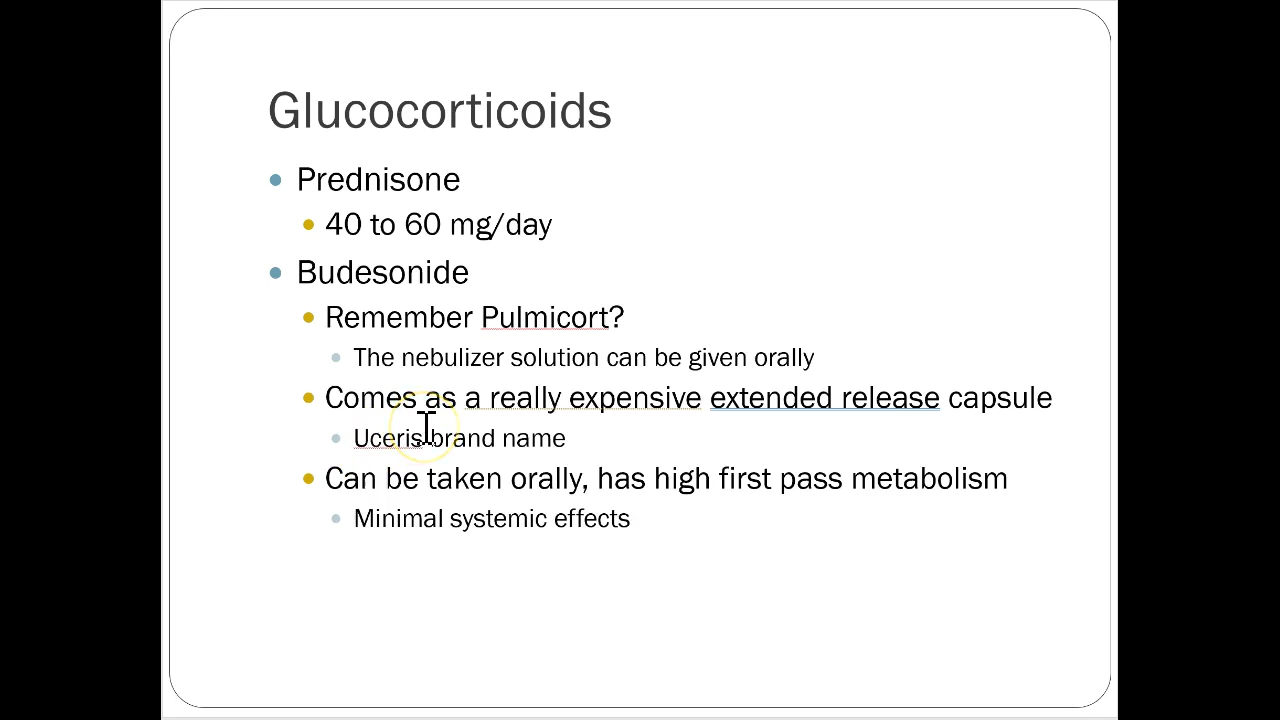 Glucocorticoids
Prednisone
40 to 60 mg/day
Budesonide
Remember Pulmicort?
The nebulizer solution can be given orally
Comes as a really expensive extended release capsule
Uceris brand name
Can be taken orally, has high first pass metabolism
Minimal systemic effects